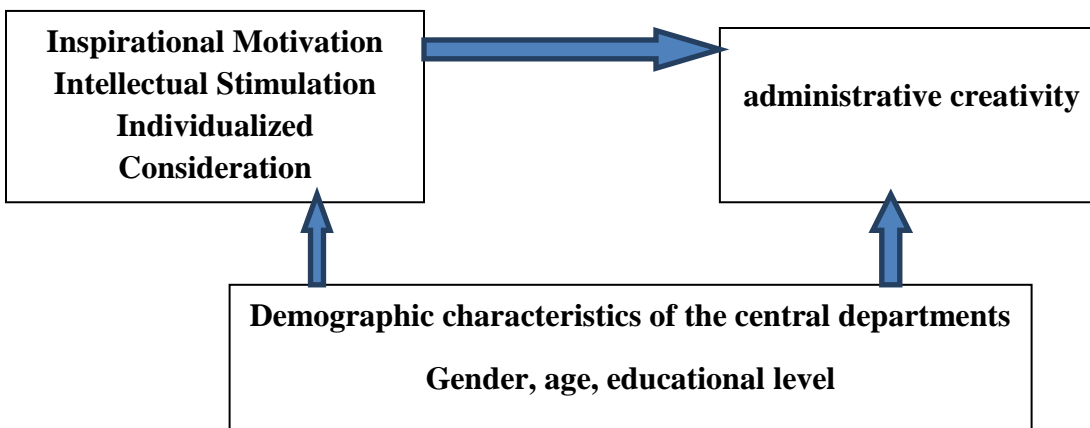 Inspirational Motivation
Intellectual Stimulation
Individualized
Consideration
administrative creativity
Demographic characteristics of the central departments
Gender, age, educational level